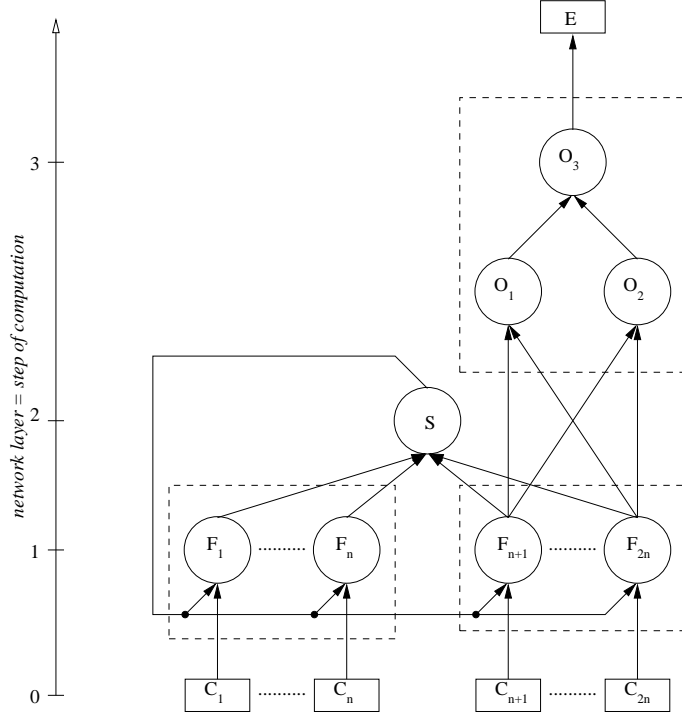 E
O3
3
O1 O2
network layer = step of computation
2
S
F1 ......... Fn Fn+1 ......... F2n
1
C1 ......... Cn Cn+1 ......... C2n
0